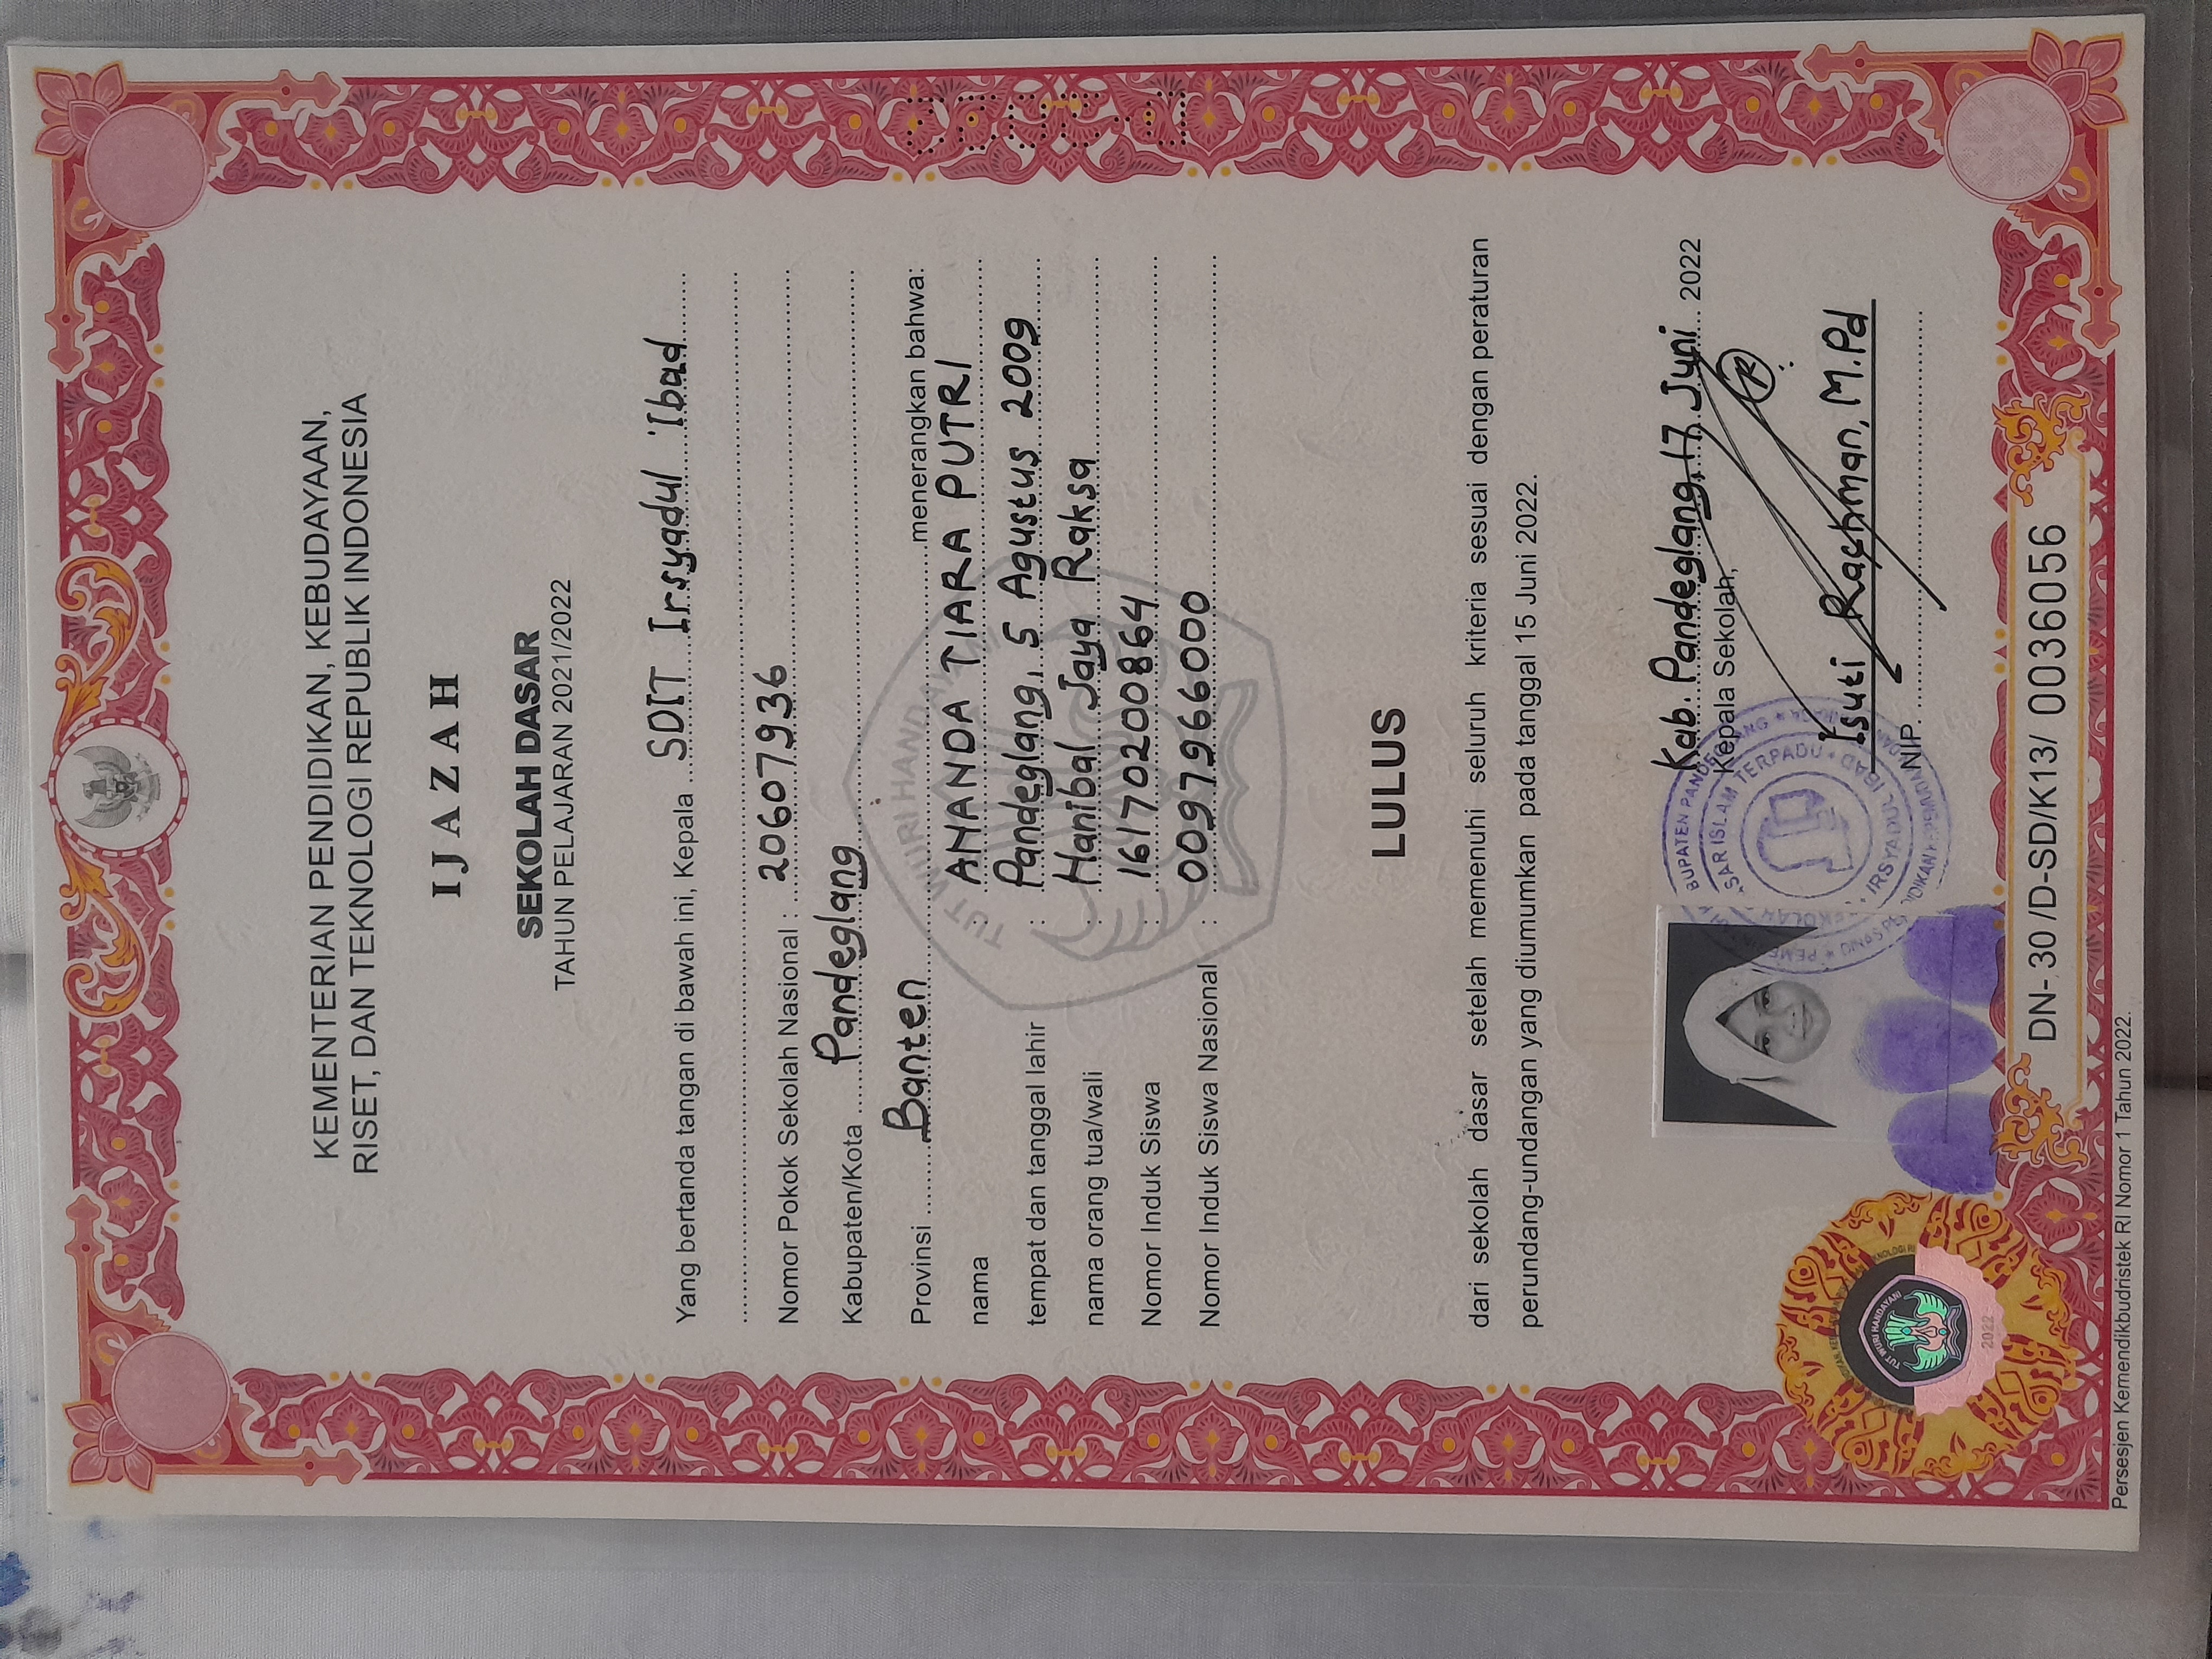 KEMENTERIAN PENDIDIKAN, KEBUDAYAAN,
RISET, DAN TEKNOLOGI REPUBLIK INDONESIA
IJAZAH
SEKOLAH DASAR
TAHUN PELAJARAN 2021/2022
Yang bertanda tangan di bawah ini, Kepala SDIT Irsyadul 'Ibad
Nomor Pokok Sekolah Nasional : 20607936
Kabupaten/Kota Pandeglang
Provinsi Banten menerangkan bahwa:
nama : ANANDA TIARA PUTRI
tempat dan tanggal lahir : Pandeglang, 5 Agustus 2009
nama orang tua/wali : Hanibal Jaya Raksa
Nomor Induk Siswa : 16170200864
Nomor Induk Siswa Nasional : 0097966000
TUT WURI HANDAYANI
LULUS
dari sekolah dasar setelah memenuhi seluruh kriteria sesuai dengan peraturan
perundang-undangan yang diumumkan pada tanggal 15 Juni 2022.
Kab. Pandeglang, 17 Juni 2022
Kepala Sekolah,
Isuti Rachman, M.Pd
NIP.
BUPATEN PANDEGLANG
ASAR ISLAM TERPADU
IRSYADUL IBAD
TUT WURI HANDAYANI
2022
DN- 30 /D-SD/K13/ 0036056
Persesjen Kemendikbudristek RI Nomor 1 Tahun 2022.